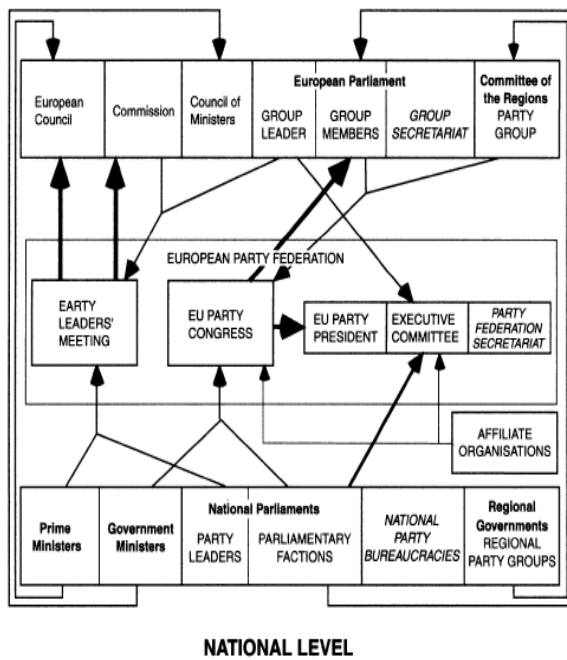 European Parliament
Committee
of the Regions
PARTY
GROUP
European
Council
Commission
Council of
Ministers
GROUP
LEADER
GROUP
MEMBERS
GROUP
SECRETARIAT
EUROPEAN PARTY FEDERATION
EARTY
LEADERS'
MEETING
EU PARTY
CONGRESS
EU PARTY
PRESIDENT
EXECUTIVE
COMMITTEE
PARTY
FEDERATION
SECRETARIAT
AFFILIATE
ORGANISATIONS
Prime
Ministers
Government
Ministers
National Parliaments
PARTY
LEADERS
PARLIAMENTARY
FACTIONS
NATIONAL
PARTY
BUREAUCRACIES
Regional
Governments
REGIONAL
PARTY GROUPS
NATIONAL LEVEL